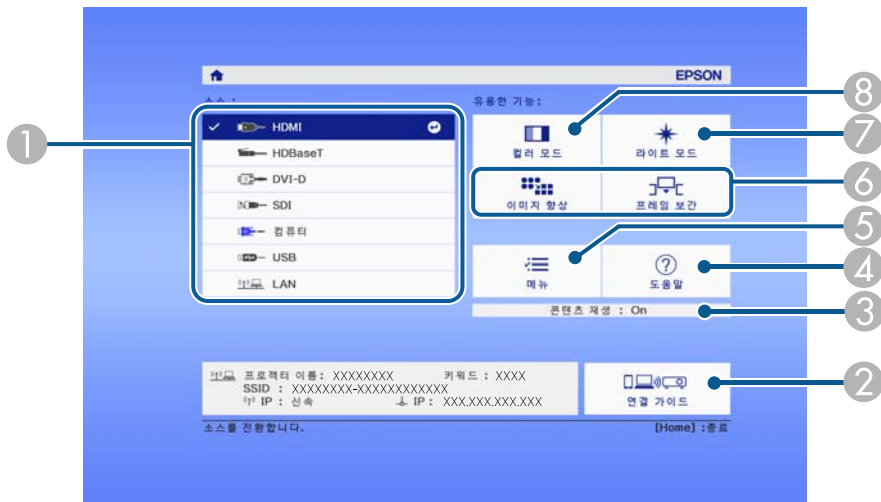 EPSON
소스 :
HDMI
HDBaseT
DVI-D
SDI
컴퓨터
USB
LAN
유용한 기능:
컬러 모드
라이트 모드
이미지 향상
프레임 보간
메뉴
도움말
콘텐츠 재생 : On
프로젝터 이름: XXXXXXXX 키워드 : XXXX
SSID : XXXXXXXX-XXXXXXXXXXXX
IP : 신속 IP : XXX.XXX.XXX.XXX
연결 가이드
소스를 전환합니다. [Home] :종료
1
8
7
6
5
4
3
2